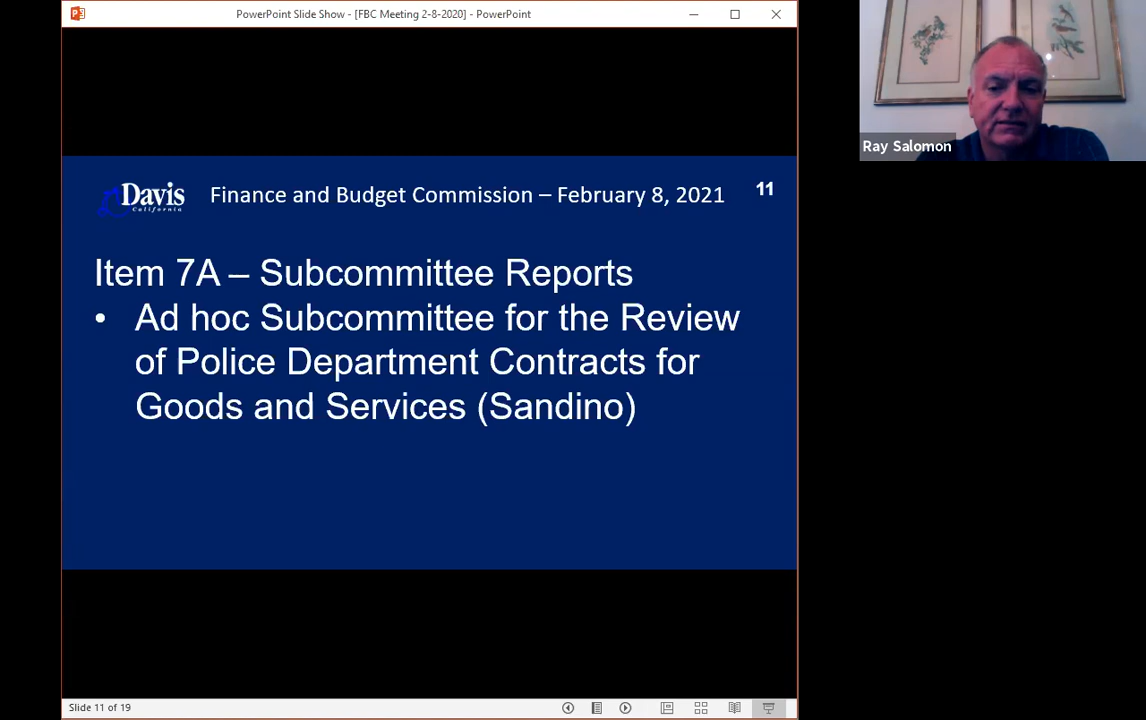 PowerPoint Slide Show - [FBC Meeting 2-8-2020] - PowerPoint
Ray Salomon
Davis
California
Finance and Budget Commission – February 8, 2021
11
Item 7A – Subcommittee Reports
• Ad hoc Subcommittee for the Review
of Police Department Contracts for
Goods and Services (Sandino)
Slide 11 of 19